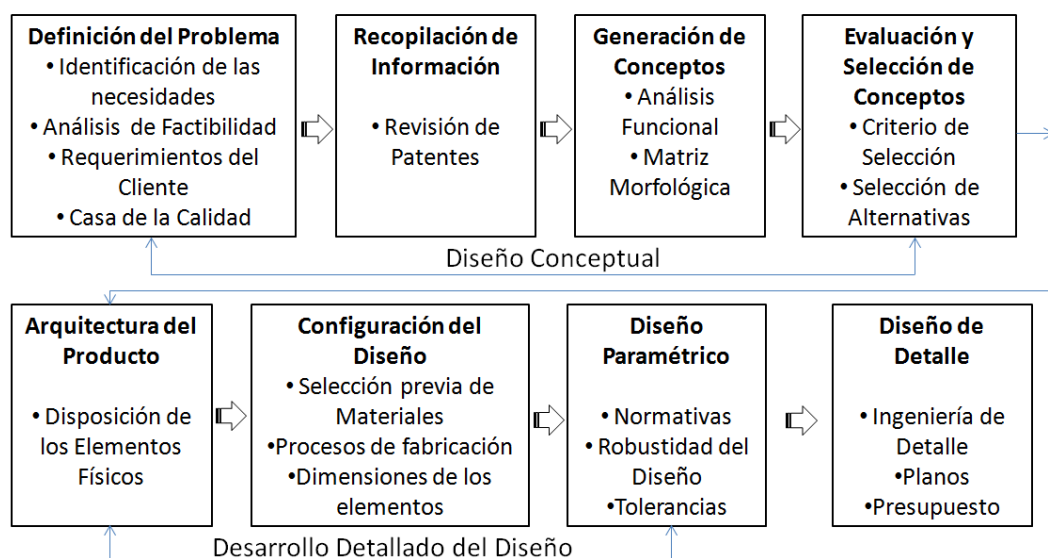 Definición del Problema
• Identificación de las
necesidades
• Análisis de Factibilidad
• Requerimientos del
Cliente
• Casa de la Calidad
Recopilación de
Información
• Revisión de
Patentes
Generación de
Conceptos
• Análisis
Funcional
• Matriz
Morfológica
Evaluación y
Selección de
Conceptos
• Criterio de
Selección
• Selección de
Alternativas
Diseño Conceptual
Arquitectura del
Producto
• Disposición de
los Elementos
Físicos
Configuración del
Diseño
• Selección previa de
Materiales
•Procesos de fabricación
•Dimensiones de los
elementos
Diseño
Paramétrico
• Normativas
• Robustidad del
Diseño
•Tolerancias
Diseño de
Detalle
• Ingeniería de
Detalle
•Planos
•Presupuesto
Desarrollo Detallado del Diseño